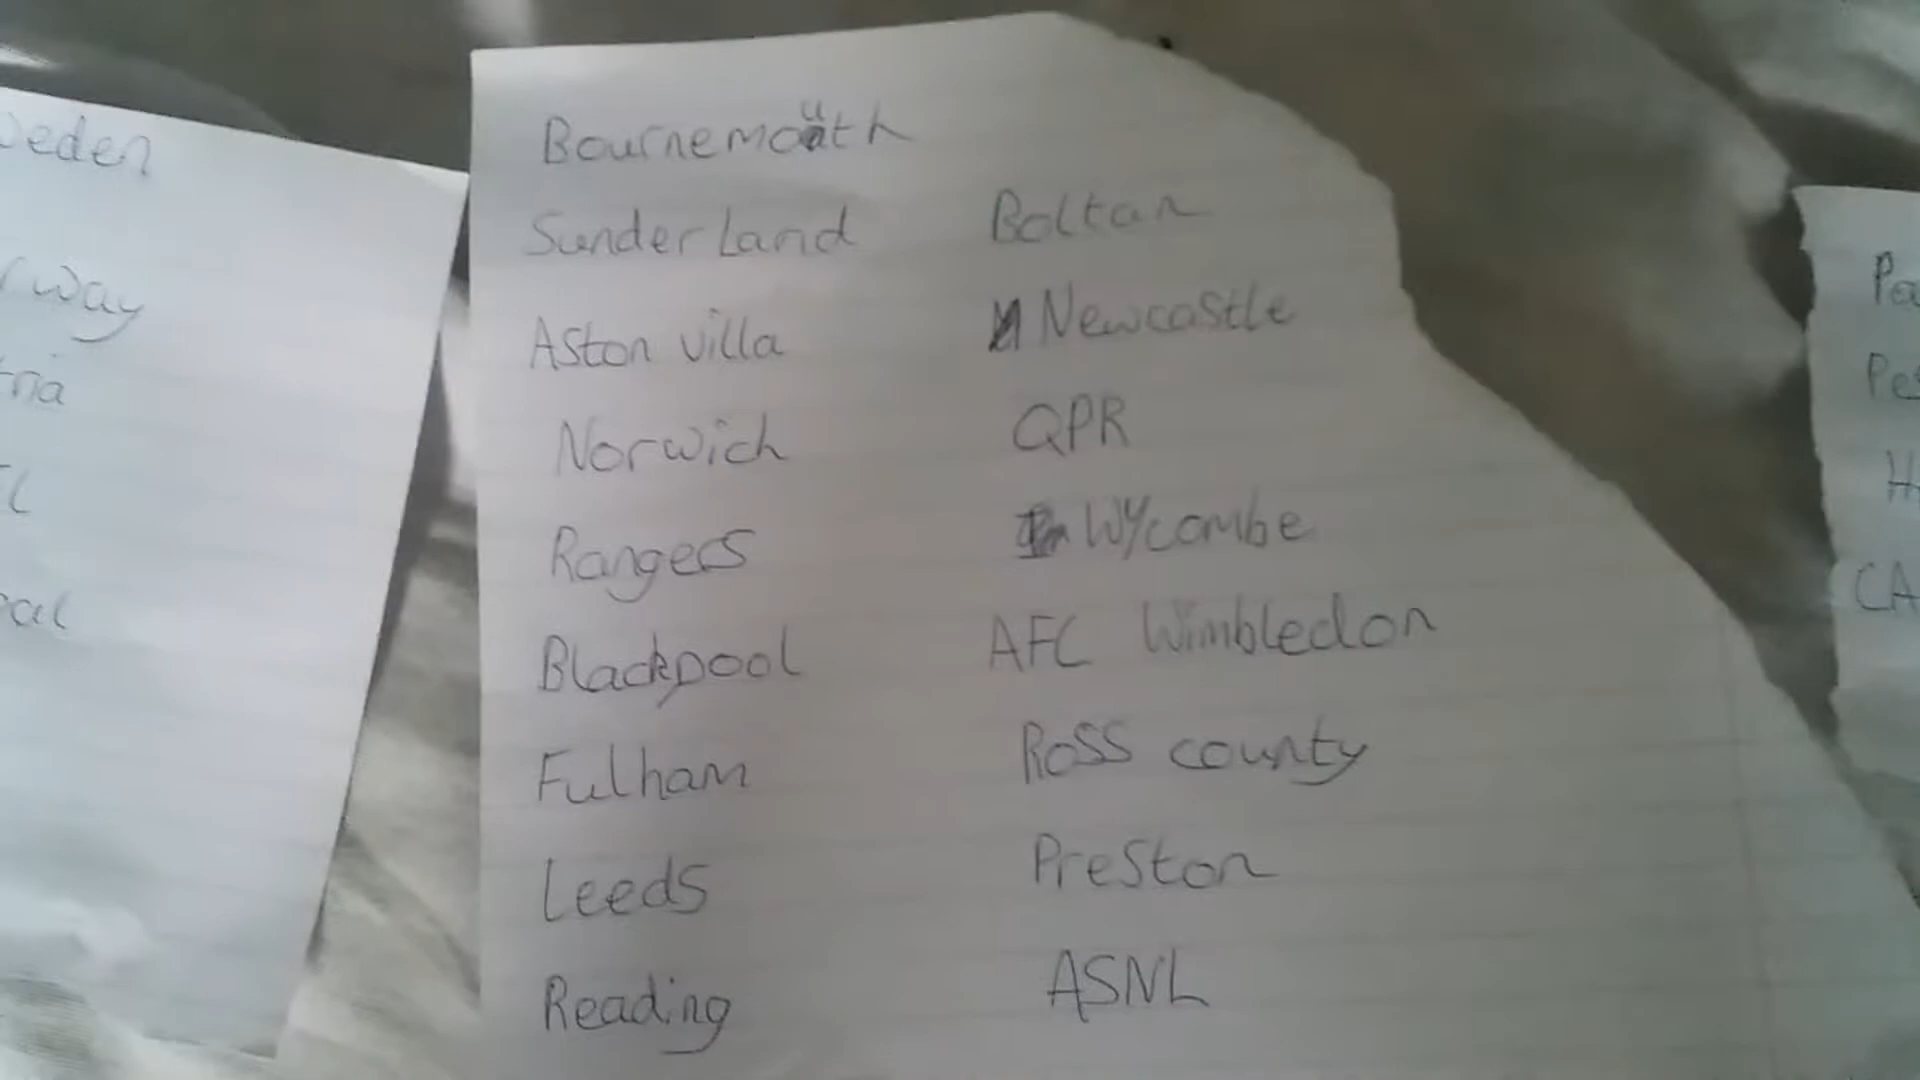 Bournemouth
Sunderland
Aston villa
Norwich
Rangers
Blackpool
Fulham
Leeds
Reading
Boltan
Newcastle
QPR
Wycombe
AFC Wimbledon
Ross county
Preston
ASNL